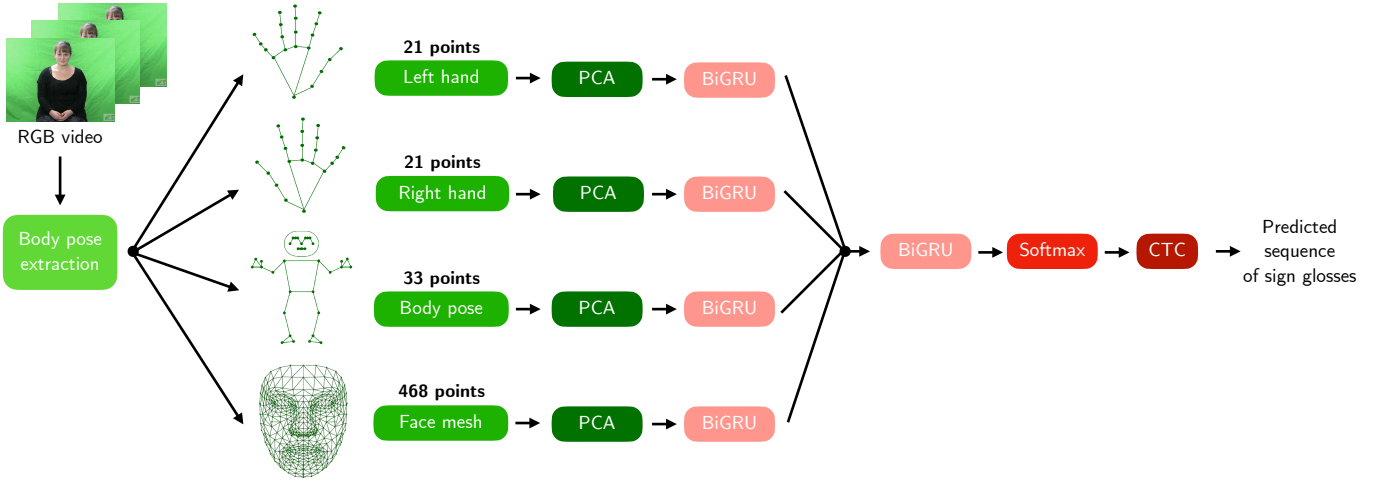 RGB video
Body pose
extraction
21 points
Left hand
PCA
BiGRU
21 points
Right hand
PCA
BiGRU
33 points
Body pose
PCA
BiGRU
468 points
Face mesh
PCA
BiGRU
BiGRU
Softmax
CTC
Predicted
sequence
of sign glosses